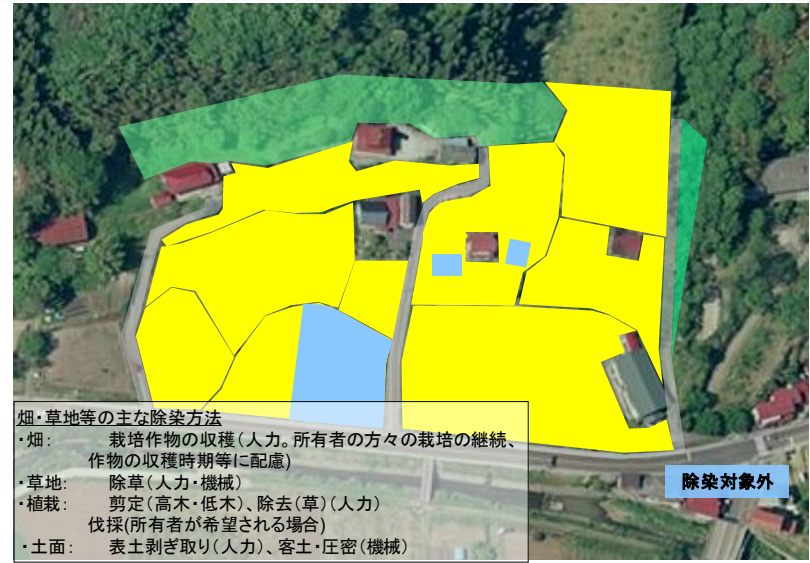 畑・草地等の主な除染方法
・畑： 栽培作物の収穫（人力。所有者の方々の栽培の継続、
作物の収穫時期等に配慮）
・草地： 除草（人力・機械）
・植栽： 剪定（高木・低木）、除去（草）（人力）
伐採(所有者が希望される場合)
・土面： 表土剥ぎ取り（人力）、客土・圧密（機械）
除染対象外